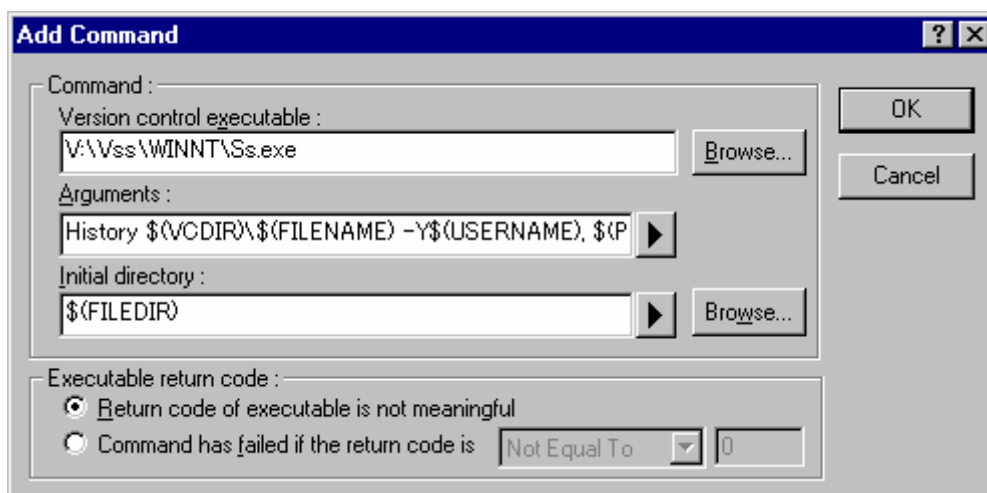 Add Command
Command :
Version control executable :
V:\Vss\WINNT\Ss.exe
Browse...
Arguments :
History $(VCDIR)\$(FILENAME) -Y$(USERNAME), $(P
Initial directory :
$(FILEDIR)
Browse...
Executable return code :
Return code of executable is not meaningful
Command has failed if the return code is Not Equal To 0
OK
Cancel